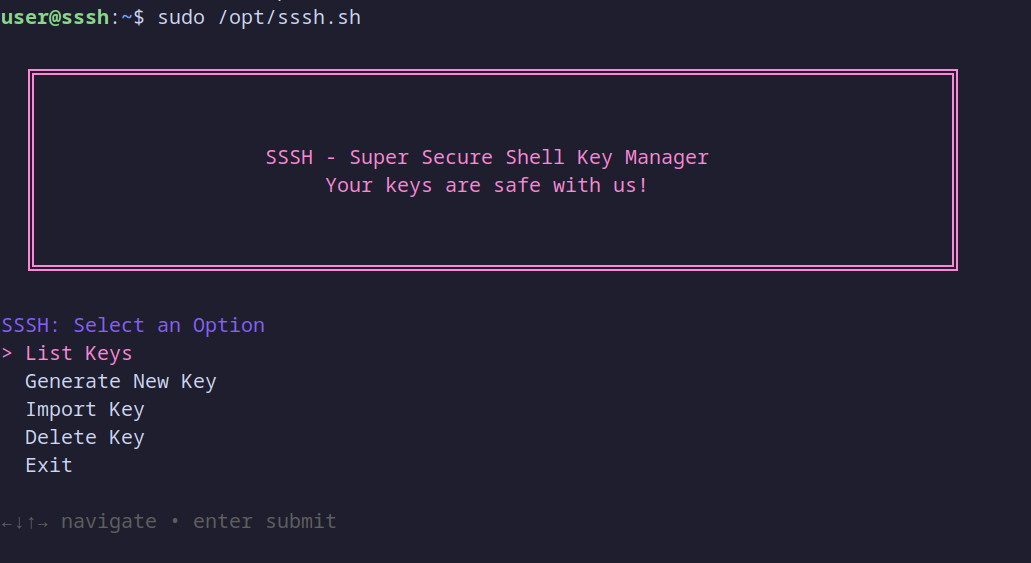 user@sssh:~$ sudo /opt/sssh.sh
SSSH - Super Secure Shell Key Manager
Your keys are safe with us!
SSSH: Select an Option
> List Keys
Generate New Key
Import Key
Delete Key
Exit
←↓↑→ navigate • enter submit